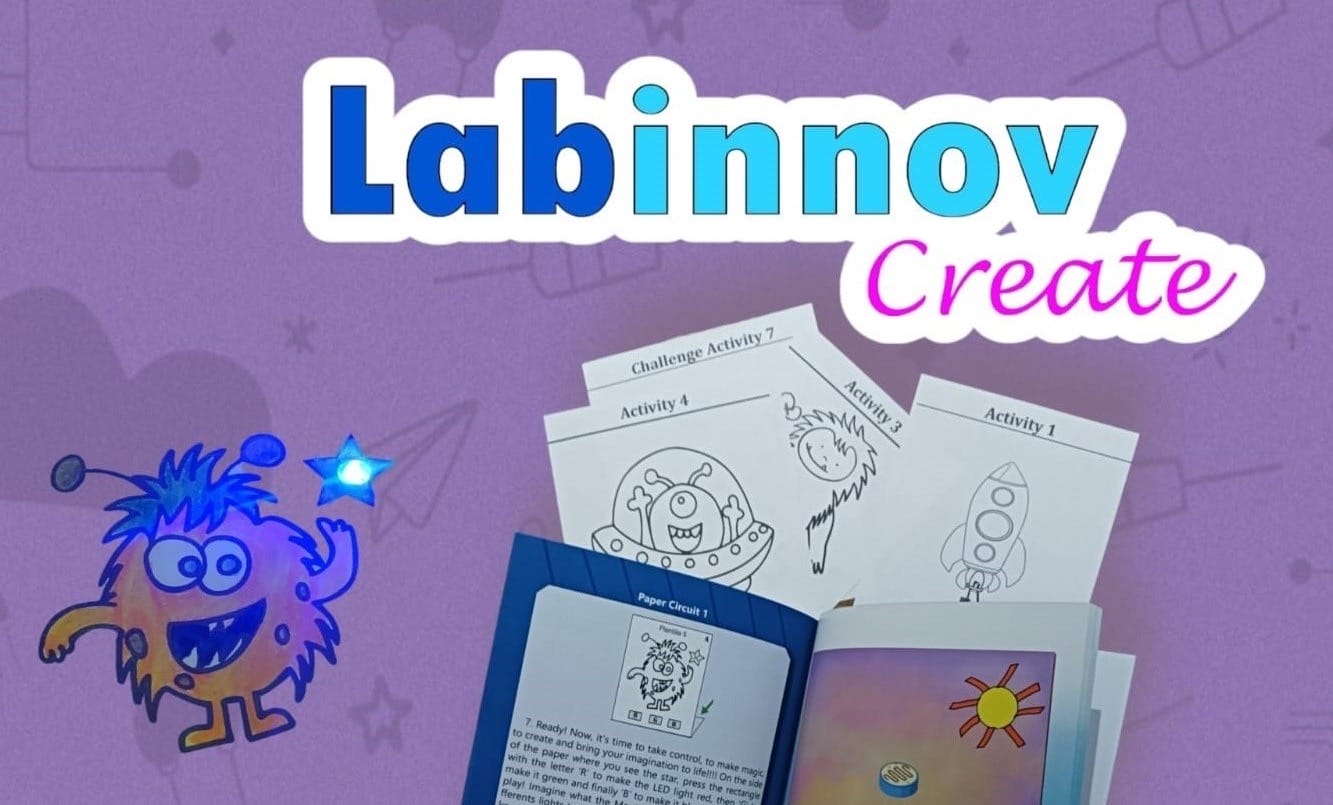 Labinnov
Create
Challenge Activity 7
Activity 4
Activity 3
Activity 1
B
Paper Circuit 1
7. Ready! Now, it's time to take control, to make magic,
to create and bring your imagination to life!!!! On the side
of the paper where you see the star, press the rectangle
with the letter 'R' to make the LED light red, then
make it green and finally 'B' to make it
play! Imagine what the
fferents lights